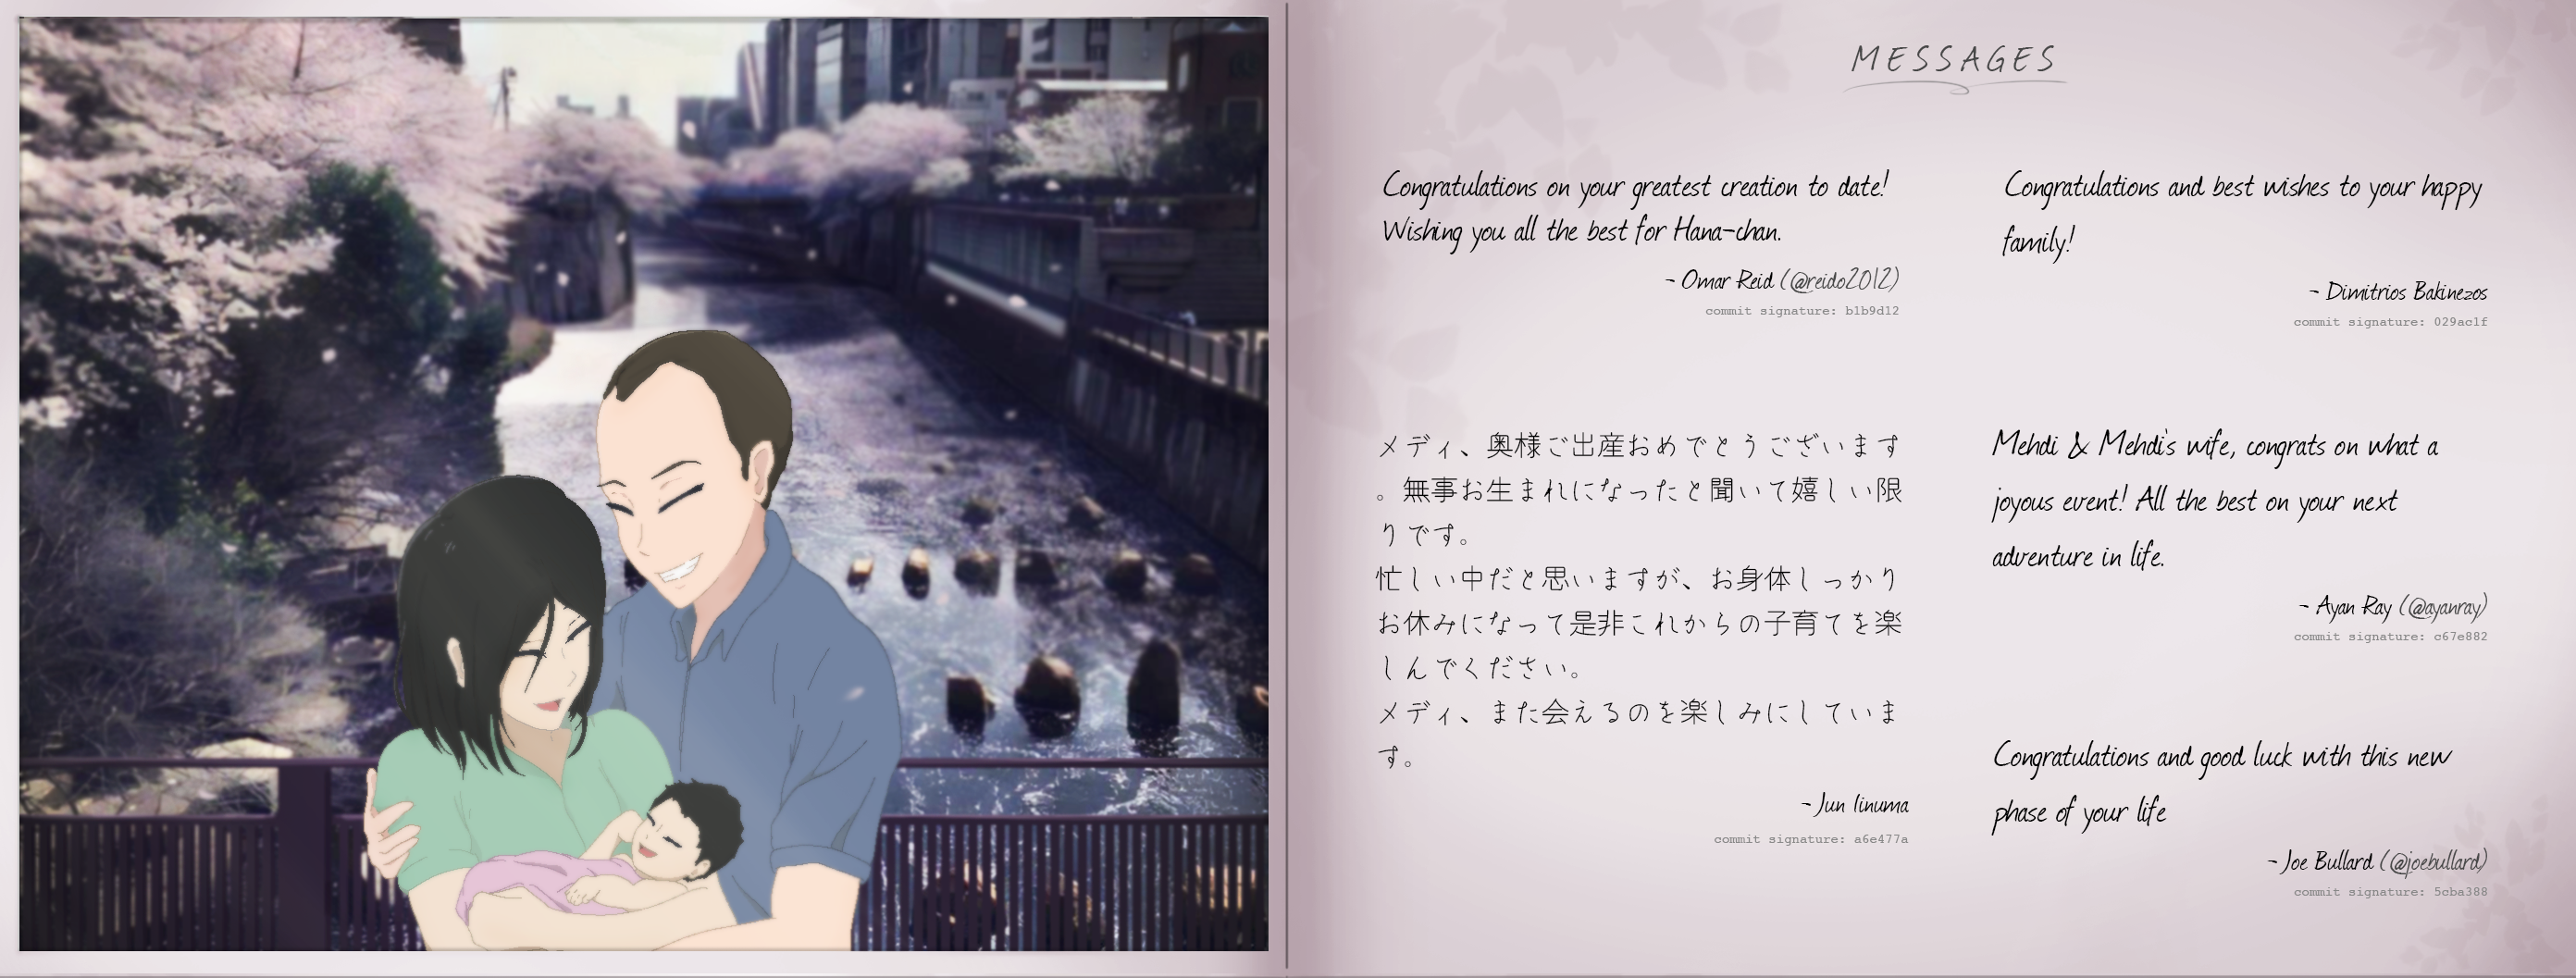 MESSAGES
Congratulations on your greatest creation to date!
Wishing you all the best for Hana-chan.
- Omar Reid (@reido2012)
commit signature: b1b9d12
メディ、奥様ご出産おめでとうございます
。無事お生まれになったと聞いて嬉しい限
りです。
忙しい中だと思いますが、お身体しっかり
お休みになって是非これからの子育てを楽
しんでください。
メディ、また会えるのを楽しみにしていま
す。
- Jun Iinuma
commit signature: a6e477a
Congratulations and best wishes to your happy
family!
- Dimitrios Bakinezos
commit signature: 029ac1f
Mehdi & Mehdi's wife, congrats on what a
joyous event! All the best on your next
adventure in life.
- Ayan Ray (@ayanray)
commit signature: c67e882
Congratulations and good luck with this new
phase of your life
- Joe Bullard (@joebullard)
commit signature: 5cba388